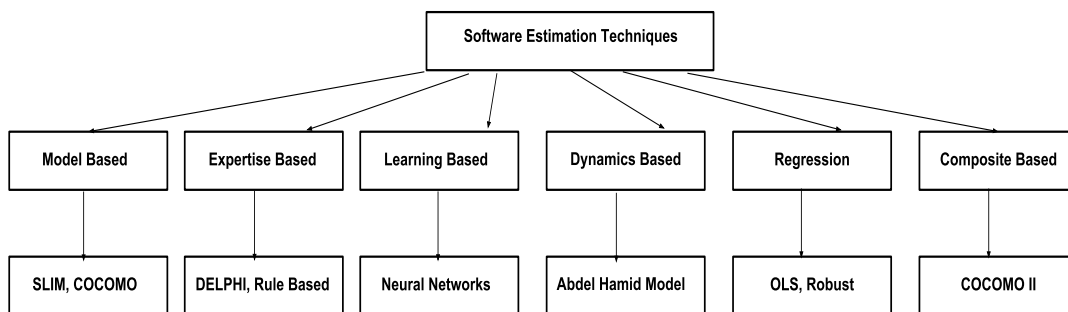 Software Estimation Techniques
Model Based
Expertise Based
Learning Based
Dynamics Based
Regression
Composite Based
SLIM, COCOMO
DELPHI, Rule Based
Neural Networks
Abdel Hamid Model
OLS, Robust
COCOMO II